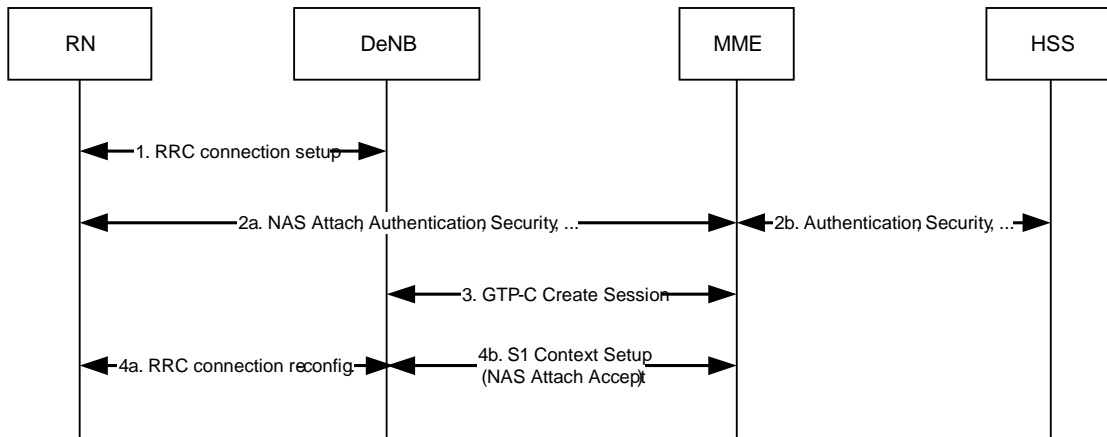 RN
DeNB
MME
HSS
1. RRC connection setup
2a. NAS Attach, Authentication, Security, ...
2b. Authentication, Security, ...
3. GTP-C Create Session
4a. RRC connection reconfig.
4b. S1 Context Setup
(NAS Attach Accept)